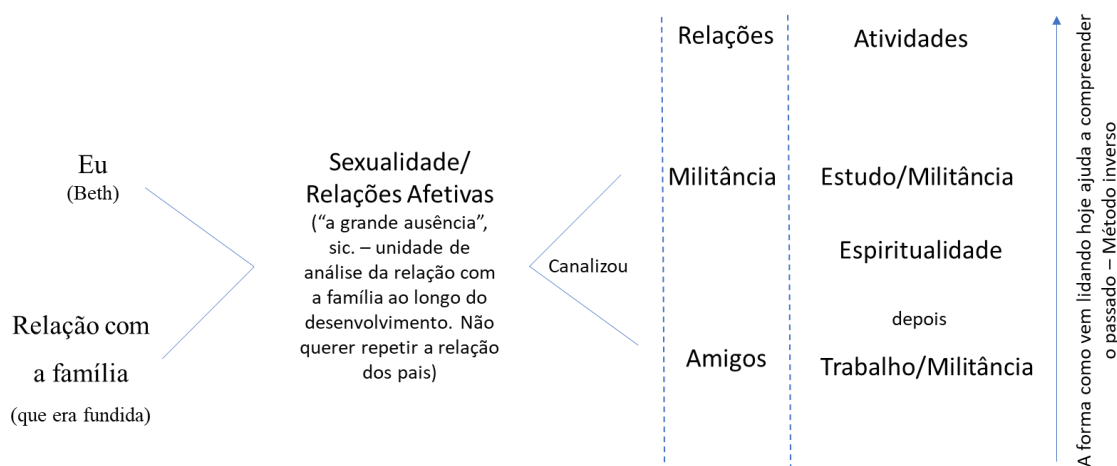 Eu
(Beth)
Relação com
a família
(que era fundida)
Sexualidade/
Relações Afetivas
(“a grande ausência”,
sic. – unidade de
análise da relação com
a família ao longo do
desenvolvimento. Não
querer repetir a relação
dos pais)
Canalizou
Relações
Militância
Amigos
Atividades
Estudo/Militância
Espiritualidade
depois
Trabalho/Militância
A forma como vem lidando hoje ajuda a compreender
o passado – Método inverso